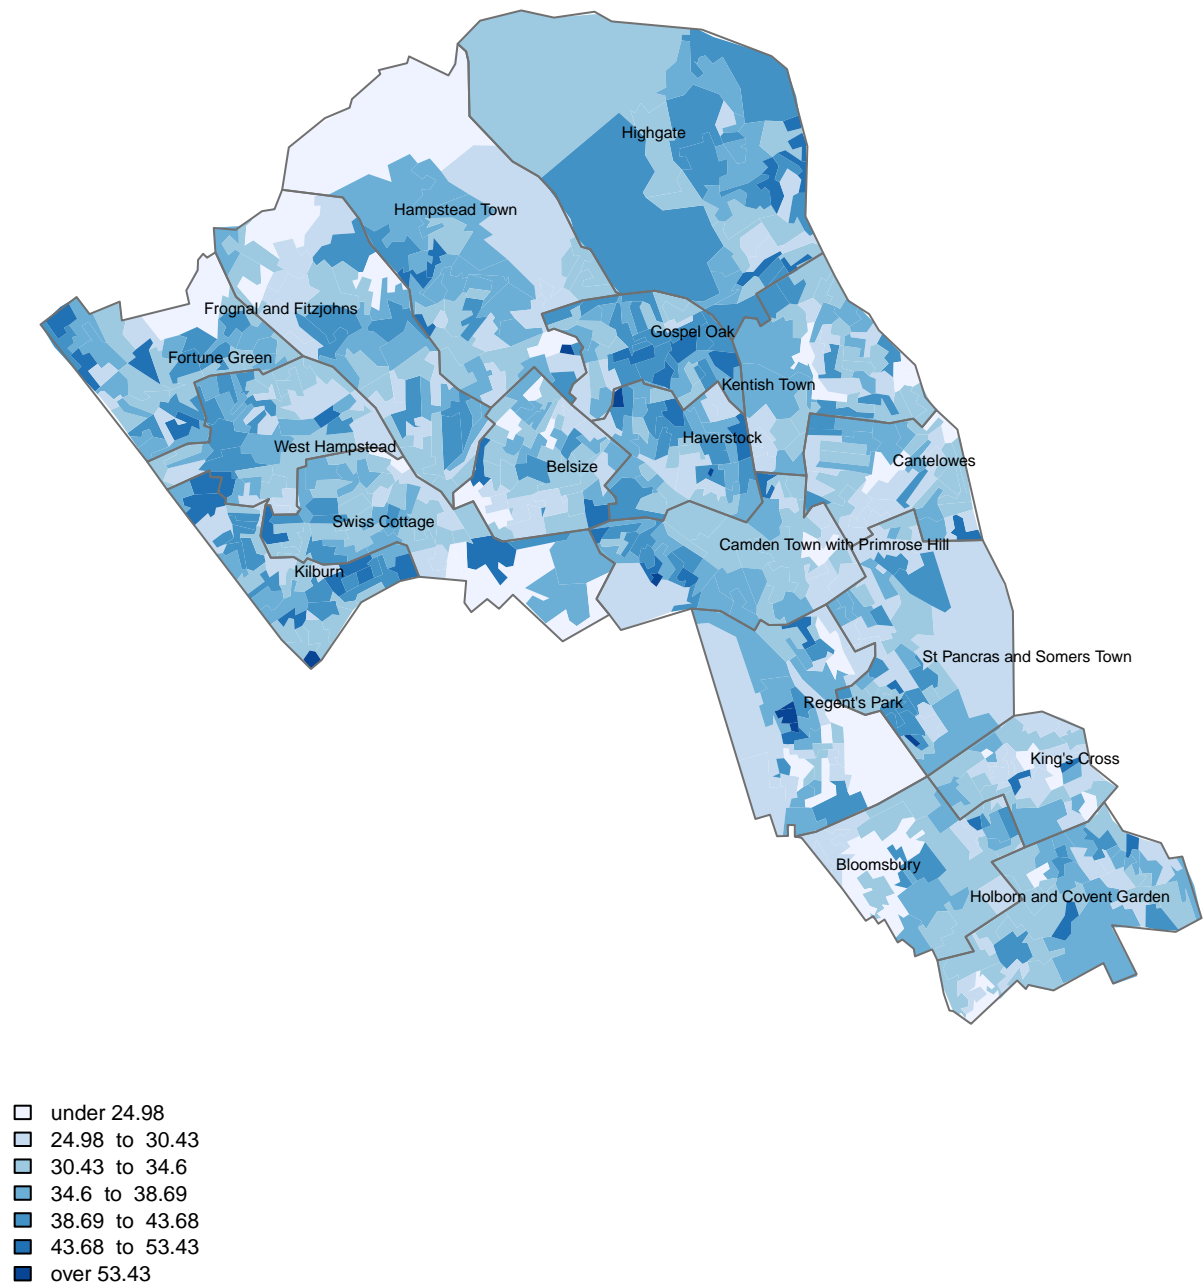 Highgate
Hampstead Town
Frognal and Fitzjohns
Gospel Oak
Fortune Green
Kentish Town
Haverstock
West Hampstead
Cantelowes
Belsize
Swiss Cottage
Camden Town with Primrose Hill
Kilburn
St Pancras and Somers Town
Regent's Park
King's Cross
Bloomsbury
Holborn and Covent Garden
under 24.98
24.98 to 30.43
30.43 to 34.6
34.6 to 38.69
38.69 to 43.68
43.68 to 53.43
over 53.43